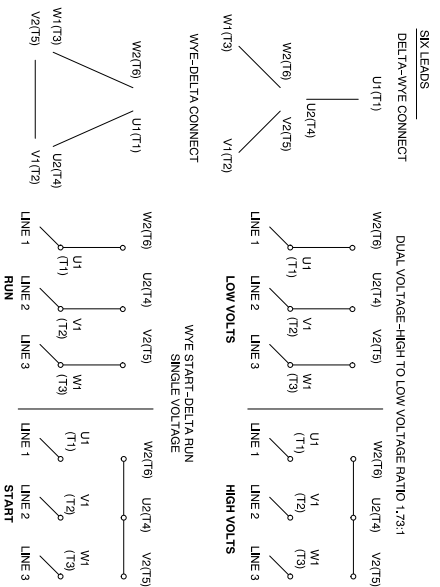 SIX LEADS
DELTA-WYE CONNECT
U1(T1)
U2(T4)
W2(T6)
V2(T5)
W1(T3)
V1(T2)
DUAL VOLTAGE-HIGH TO LOW VOLTAGE RATIO 1.73:1
W2(T6) U2(T4) V2(T5)
U1 V1 W1
(T1) (T2) (T3)
LINE 1 LINE 2 LINE 3
LOW VOLTS
W2(T6) U2(T4) V2(T5)
U1 V1 W1
(T1) (T2) (T3)
LINE 1 LINE 2 LINE 3
HIGH VOLTS
WYE-DELTA CONNECT
W2(T6) U1(T1)
W1(T3) U2(T4)
V2(T5) V1(T2)
WYE START-DELTA RUN
SINGLE VOLTAGE
W2(T6) U2(T4) V2(T5)
U1 V1 W1
(T1) (T2) (T3)
LINE 1 LINE 2 LINE 3
RUN
W2(T6) U2(T4) V2(T5)
U1 V1 W1
(T1) (T2) (T3)
LINE 1 LINE 2 LINE 3
START